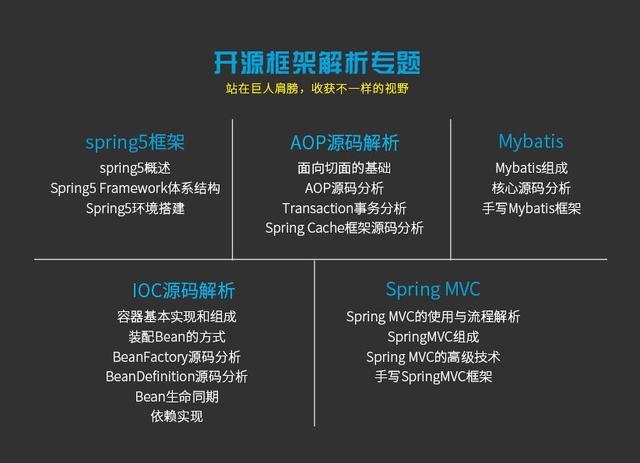 开源框架解析专题
站在巨人肩膀，收获不一样的视野
spring5框架
spring5概述
Spring5 Framework体系结构
Spring5环境搭建
AOP源码解析
面向切面的基础
AOP源码分析
Transaction事务分析
Spring Cache框架源码分析
Mybatis
Mybatis组成
核心源码分析
手写Mybatis框架
IOC源码解析
容器基本实现和组成
装配Bean的方式
BeanFactory源码分析
BeanDefinition源码分析
Bean生命同期
依赖实现
Spring MVC
Spring MVC的使用与流程解析
SpringMVC组成
Spring MVC的高级技术
手写SpringMVC框架